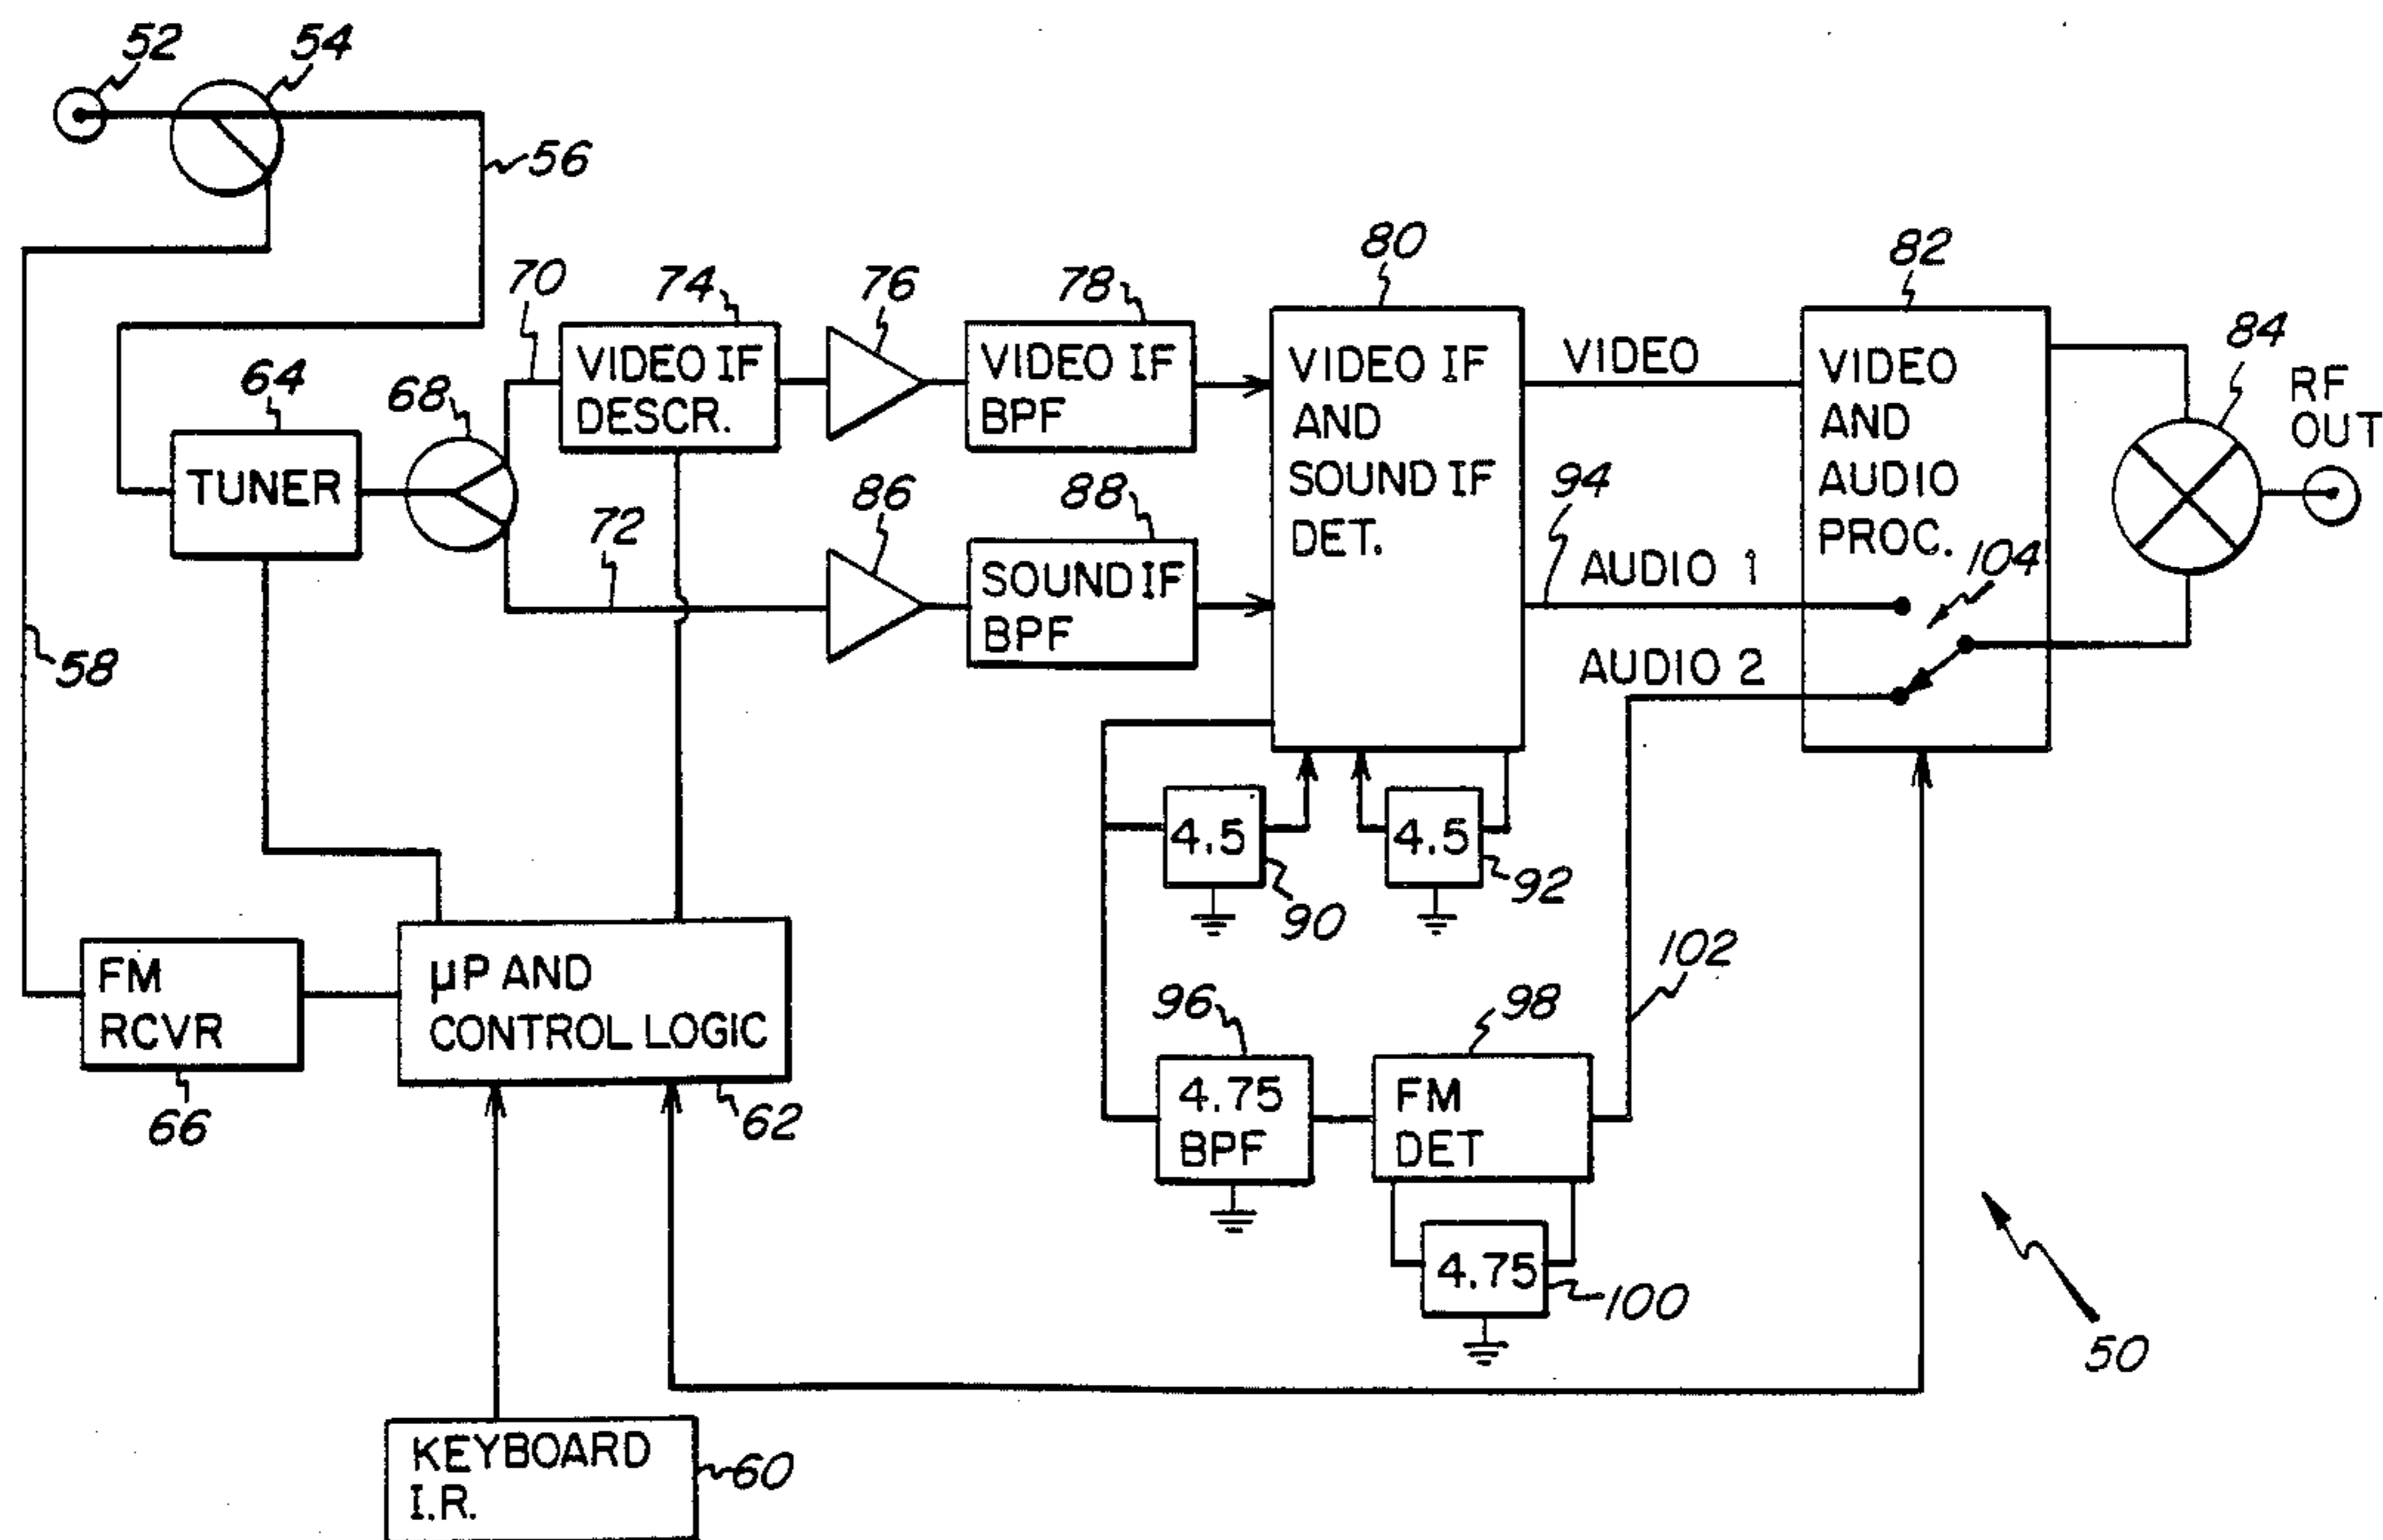 52
54
56
58
70
74
76
78
80
82
84
VIDEO IF
DESCR.
VIDEO IF
BPF
VIDEO IF
AND
SOUND IF
DET.
VIDEO
VIDEO
AND
AUDIO
PROC.
RF
OUT
64
68
TUNER
72
86
88
SOUND IF
BPF
94
AUDIO 1
104
AUDIO 2
4.5
90
4.5
92
102
FM
RCVR
66
µP AND
CONTROL LOGIC
62
96
4.75
BPF
98
FM
DET
4.75
100
50
KEYBOARD
I.R.
60